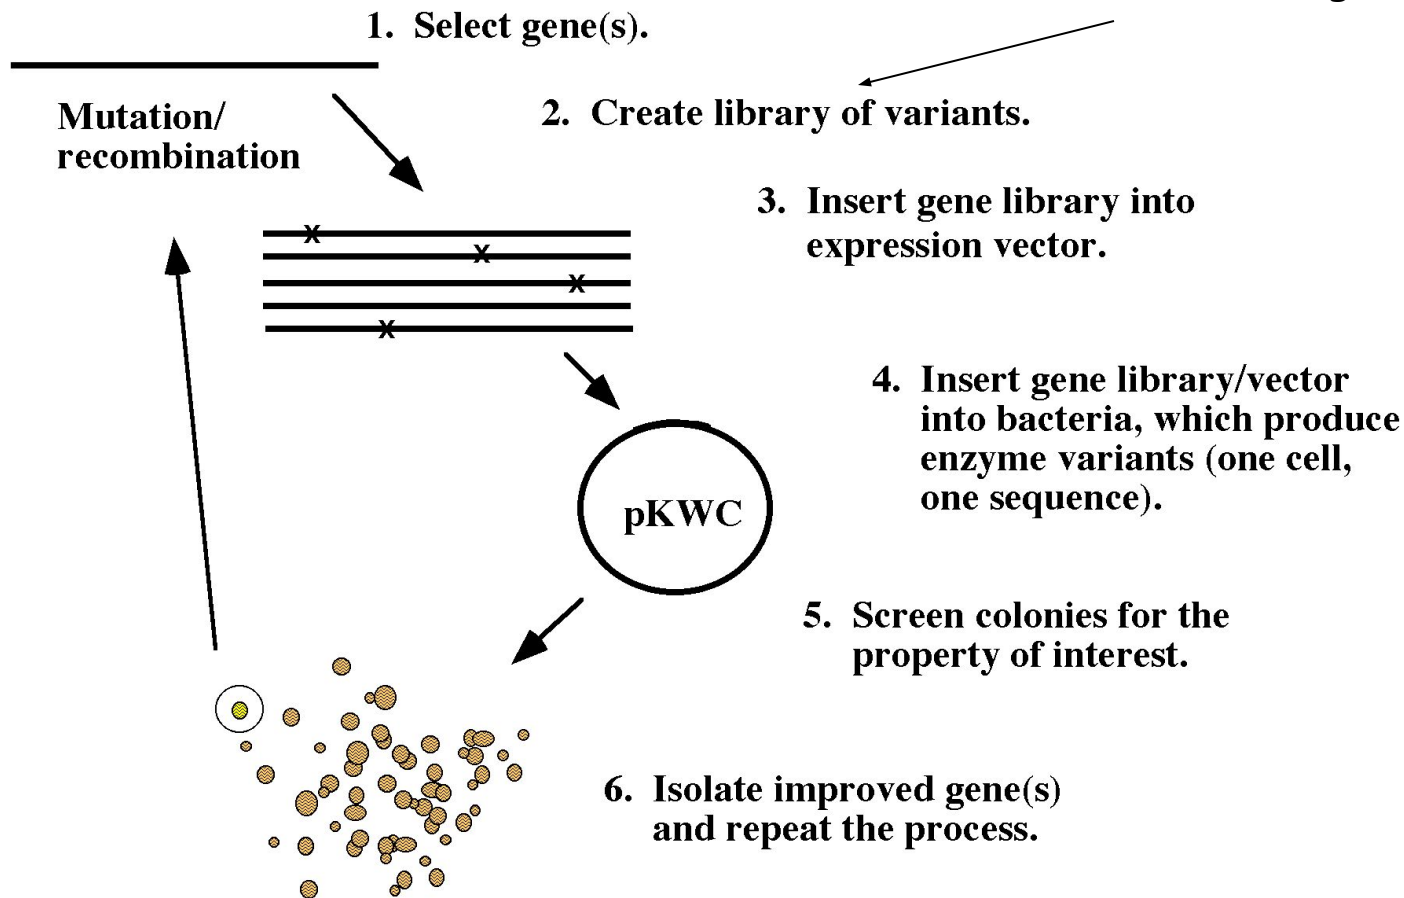 1. Select gene(s).
Mutation/
recombination
2. Create library of variants.
3. Insert gene library into
expression vector.
x
x
x
x
4. Insert gene library/vector
into bacteria, which produce
enzyme variants (one cell,
one sequence).
pKWC
5. Screen colonies for the
property of interest.
6. Isolate improved gene(s)
and repeat the process.